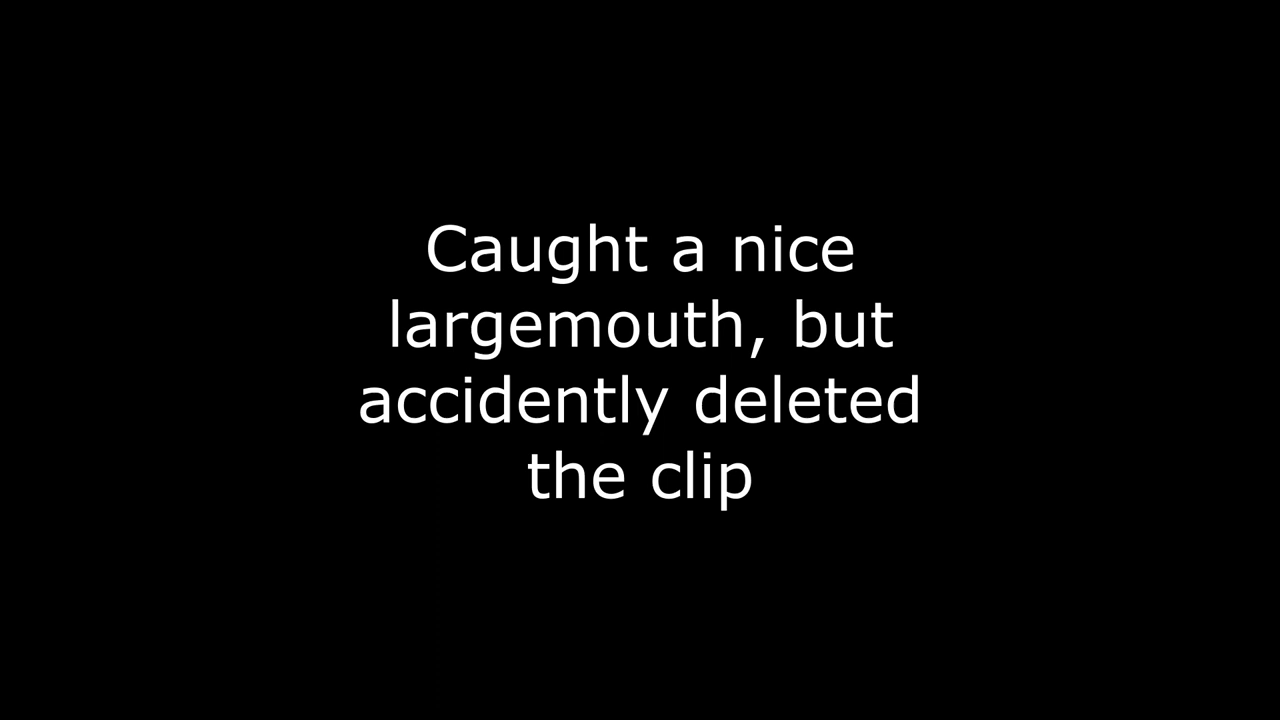 Caught a nice
largemouth, but
accidently deleted
the clip